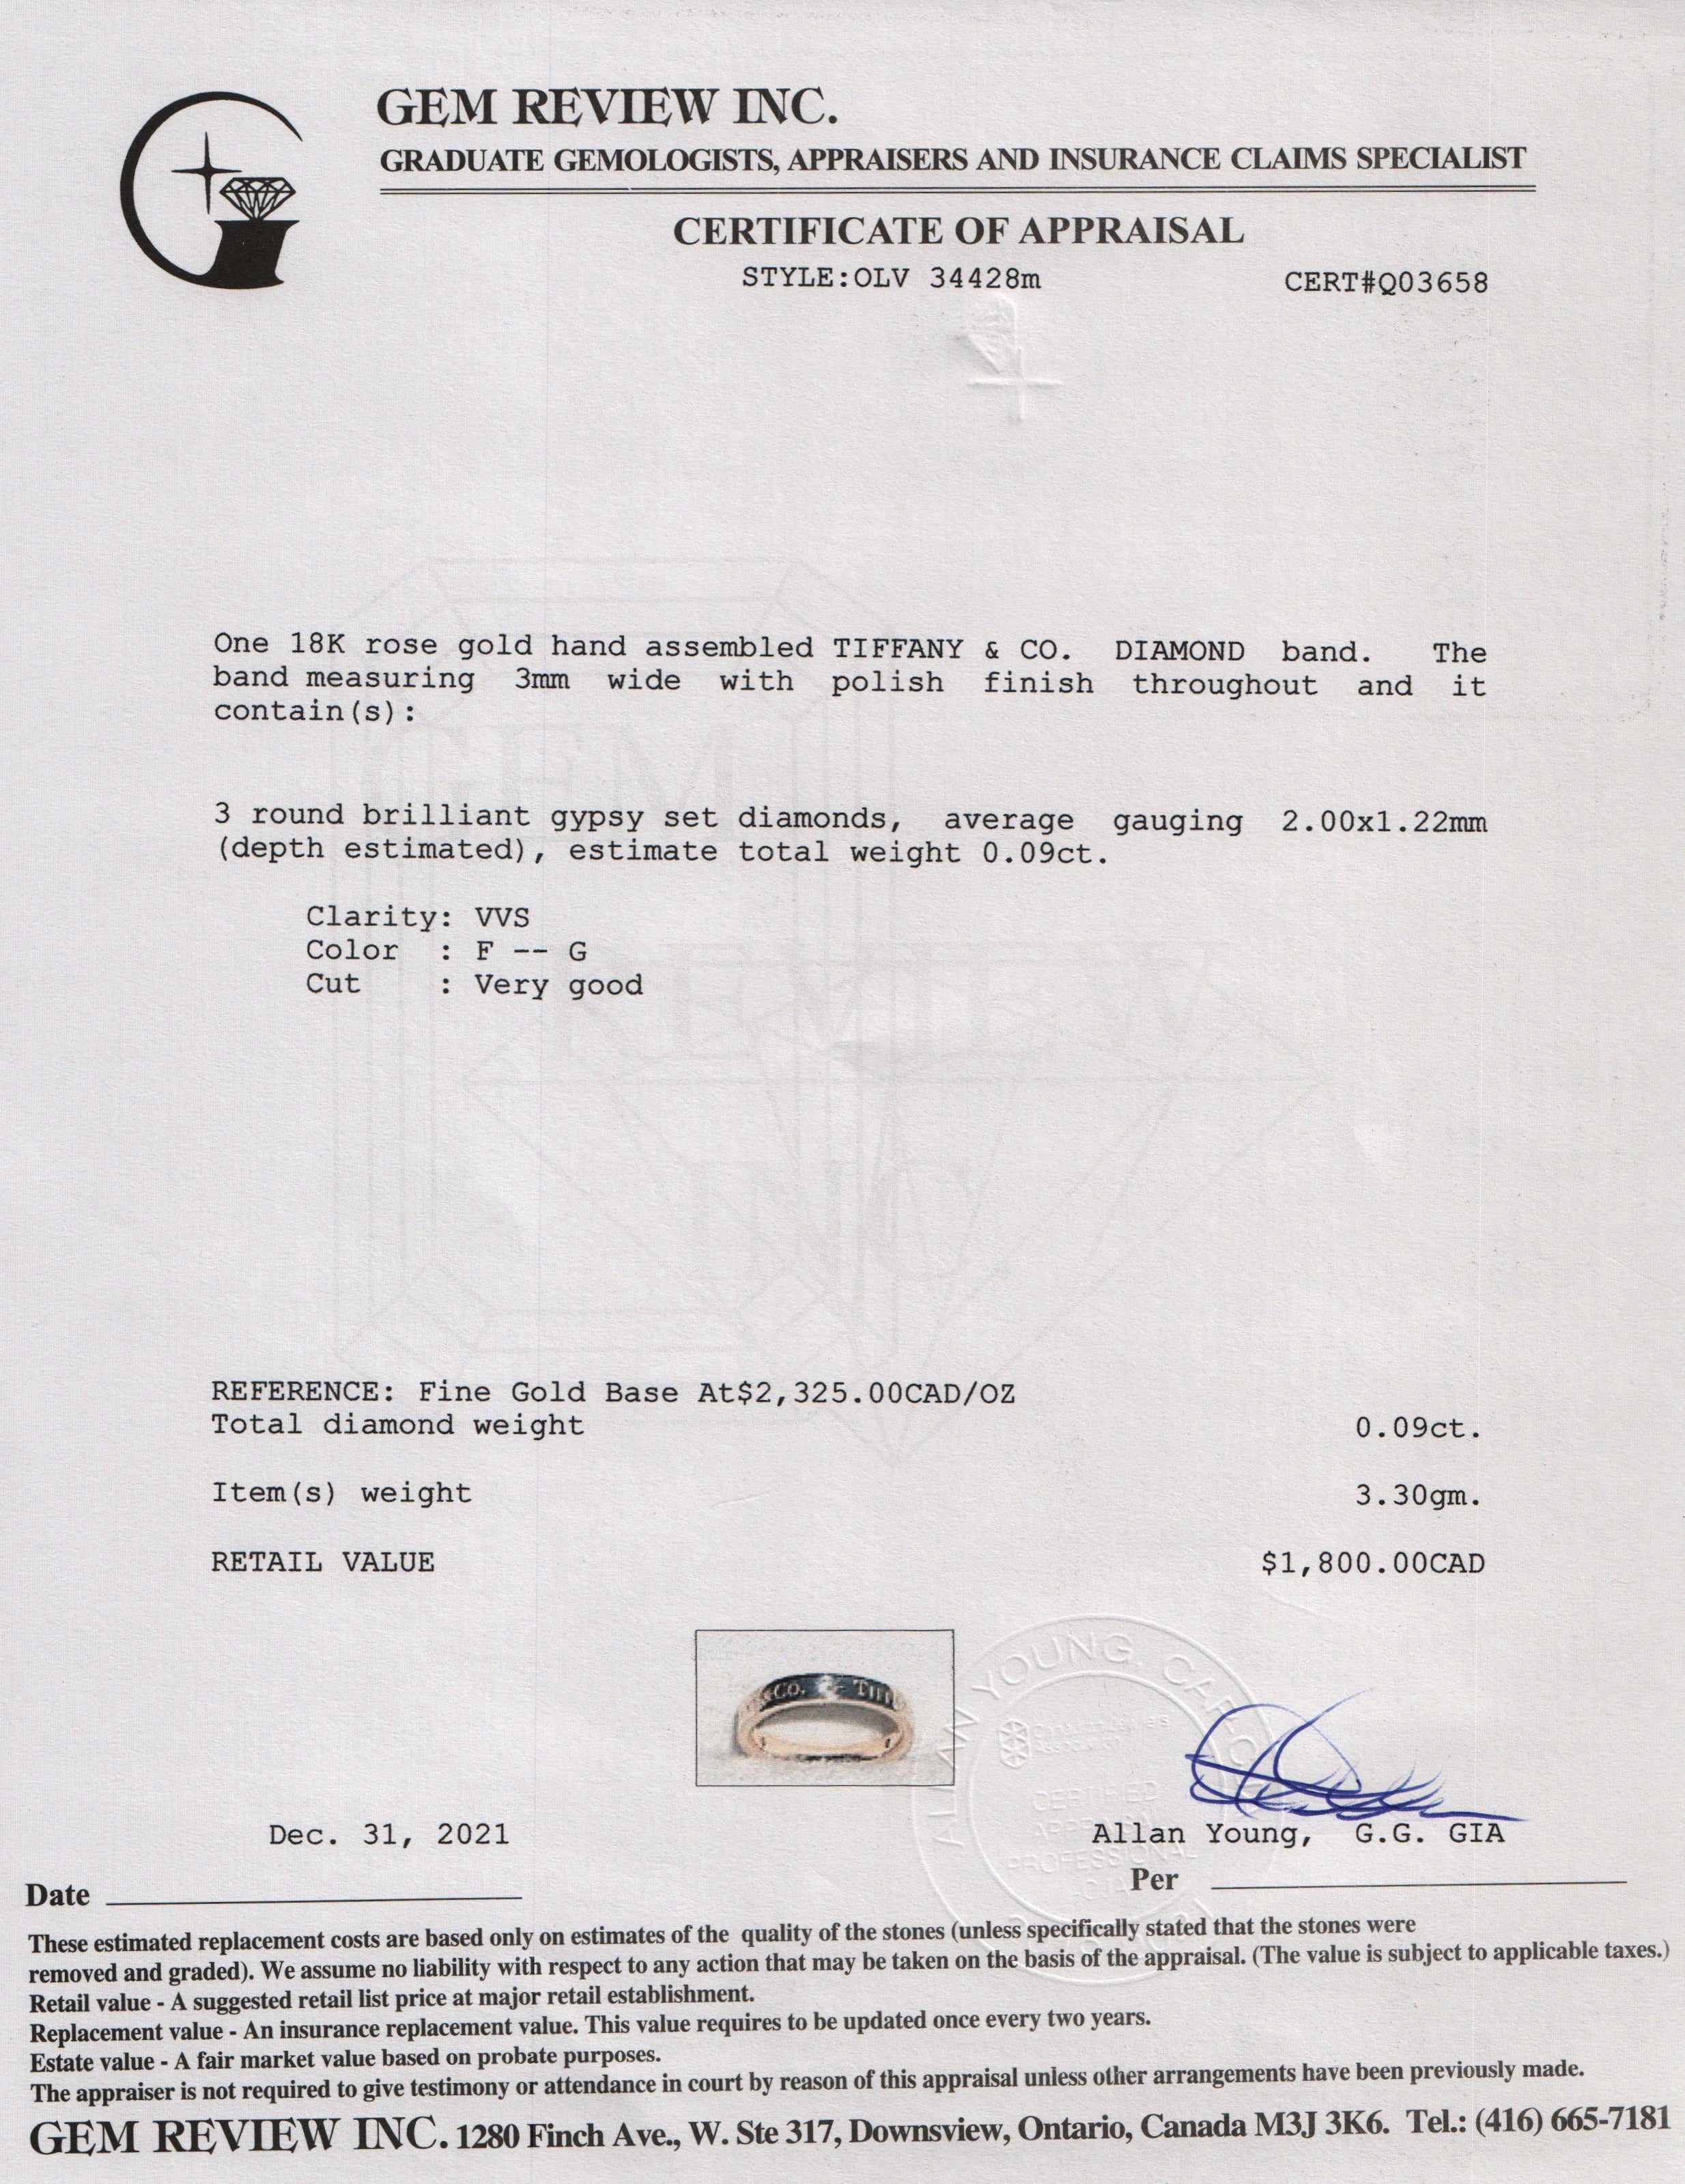 GEM REVIEW INC.
GRADUATE GEMOLOGISTS, APPRAISERS AND INSURANCE CLAIMS SPECIALIST
CERTIFICATE OF APPRAISAL
STYLE:OLV 34428m CERT#Q03658
One 18K rose gold hand assembled TIFFANY & CO. DIAMOND band. The
band measuring 3mm wide with polish finish throughout and it
contain(s):
3 round brilliant gypsy set diamonds, average gauging 2.00x1.22mm
(depth estimated), estimate total weight 0.09ct.
Clarity: VVS
Color : F -- G
Cut : Very good
GEM
REVIEW
INC
REFERENCE: Fine Gold Base At$2,325.00CAD/OZ
Total diamond weight 0.09ct.
Item(s) weight 3.30gm.
RETAIL VALUE $1,800.00CAD
Co.
ALLAN YOUNG,
CERTIFIED
APPRAISAL
PROFESSIONAL
Dec. 31, 2021
Allan Young, G.G. GIA
Date
Per
These estimated replacement costs are based only on estimates of the quality of the stones (unless specifically stated that the stones were
removed and graded). We assume no liability with respect to any action that may be taken on the basis of the appraisal. (The value is subject to applicable taxes.)
Retail value - A suggested retail list price at major retail establishment.
Replacement value - An insurance replacement value. This value requires to be updated once every two years.
Estate value - A fair market value based on probate purposes.
The appraiser is not required to give testimony or attendance in court by reason of this appraisal unless other arrangements have been previously made.
GEM REVIEW INC. 1280 Finch Ave., W. Ste 317, Downsview, Ontario, Canada M3J 3K6. Tel.: (416) 665-7181